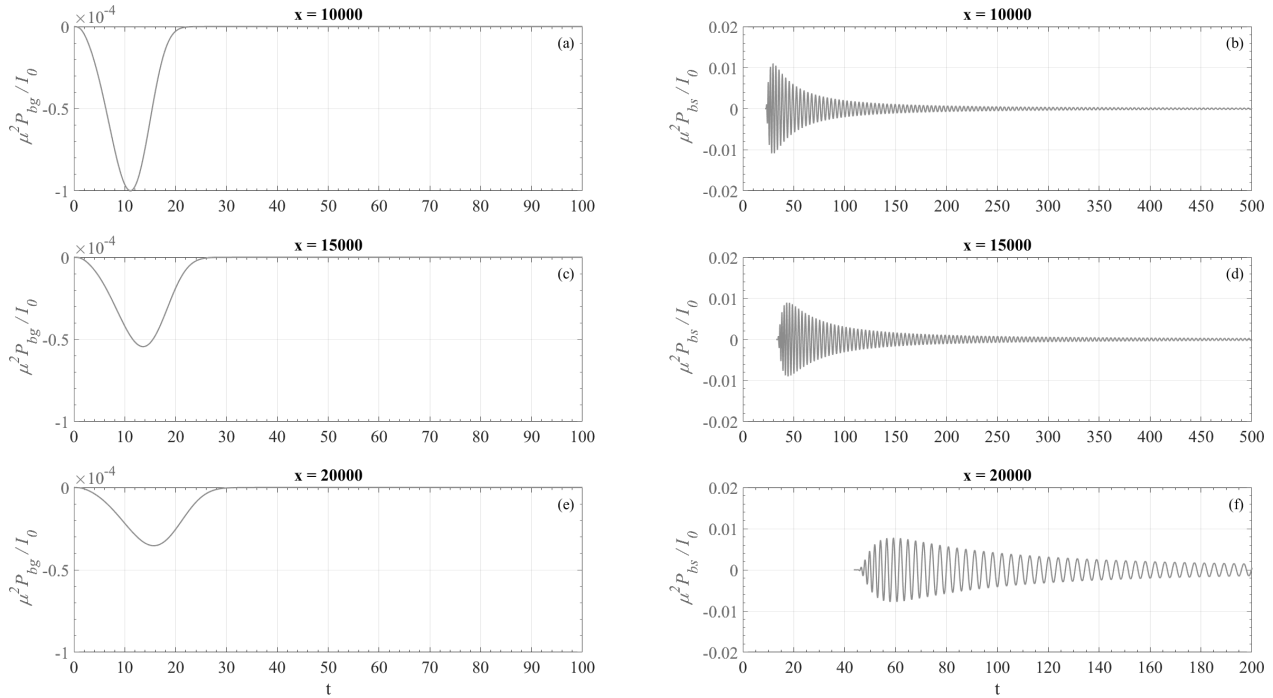 x = 10000
×10⁻⁴
0
-0.5
-1
μ²P_bg / I_0
(a)
0 10 20 30 40 50 60 70 80 90 100
x = 10000
0.02
0.01
0
-0.01
-0.02
μ²P_bs / I_0
(b)
0 50 100 150 200 250 300 350 400 450 500
x = 15000
×10⁻⁴
0
-0.5
-1
μ²P_bg / I_0
(c)
0 10 20 30 40 50 60 70 80 90 100
x = 15000
0.02
0.01
0
-0.01
-0.02
μ²P_bs / I_0
(d)
0 50 100 150 200 250 300 350 400 450 500
x = 20000
×10⁻⁴
0
-0.5
-1
μ²P_bg / I_0
(e)
0 10 20 30 40 50 60 70 80 90 100
t
x = 20000
0.02
0.01
0
-0.01
-0.02
μ²P_bs / I_0
(f)
0 20 40 60 80 100 120 140 160 180 200
t